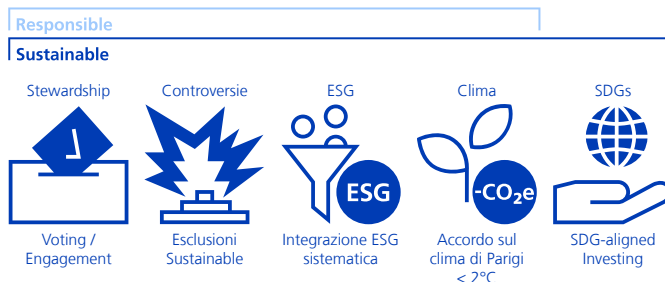 Responsible
Sustainable
Stewardship
Controversie
ESG
Clima
SDGs
ESG
-CO₂e
Voting /
Engagement
Esclusioni
Sustainable
Integrazione ESG
sistematica
Accordo sul
clima di Parigi
< 2°C
SDG-aligned
Investing